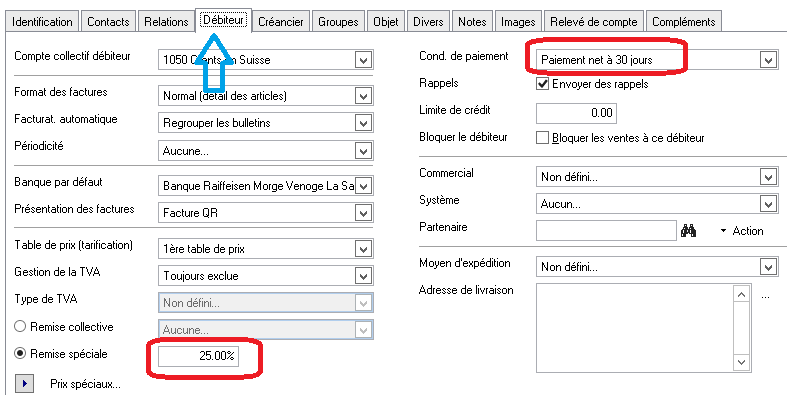 Identification Contacts Relations Débiteur Créancier Groupes Objet Divers Notes Images Relevé de compte Compléments
Compte collectif débiteur 1050 Clients en Suisse
Format des factures Normal (détail des articles)
Facturat. automatique Regrouper les bulletins
Périodicité Aucune...
Banque par défaut Banque Raiffeisen Morge Venoge La Sa
Présentation des factures Facture QR
Table de prix (tarification) 1ère table de prix
Gestion de la TVA Toujours exclue
Type de TVA Non défini...
Remise collective Aucune...
Remise spéciale 25.00%
Prix spéciaux...
Cond. de paiement Paiement net à 30 jours
Rappels Envoyer des rappels
Limite de crédit 0.00
Bloquer le débiteur Bloquer les ventes à ce débiteur
Commercial Non défini...
Système Aucun...
Partenaire Action
Moyen d'expédition Non défini...
Adresse de livraison ...